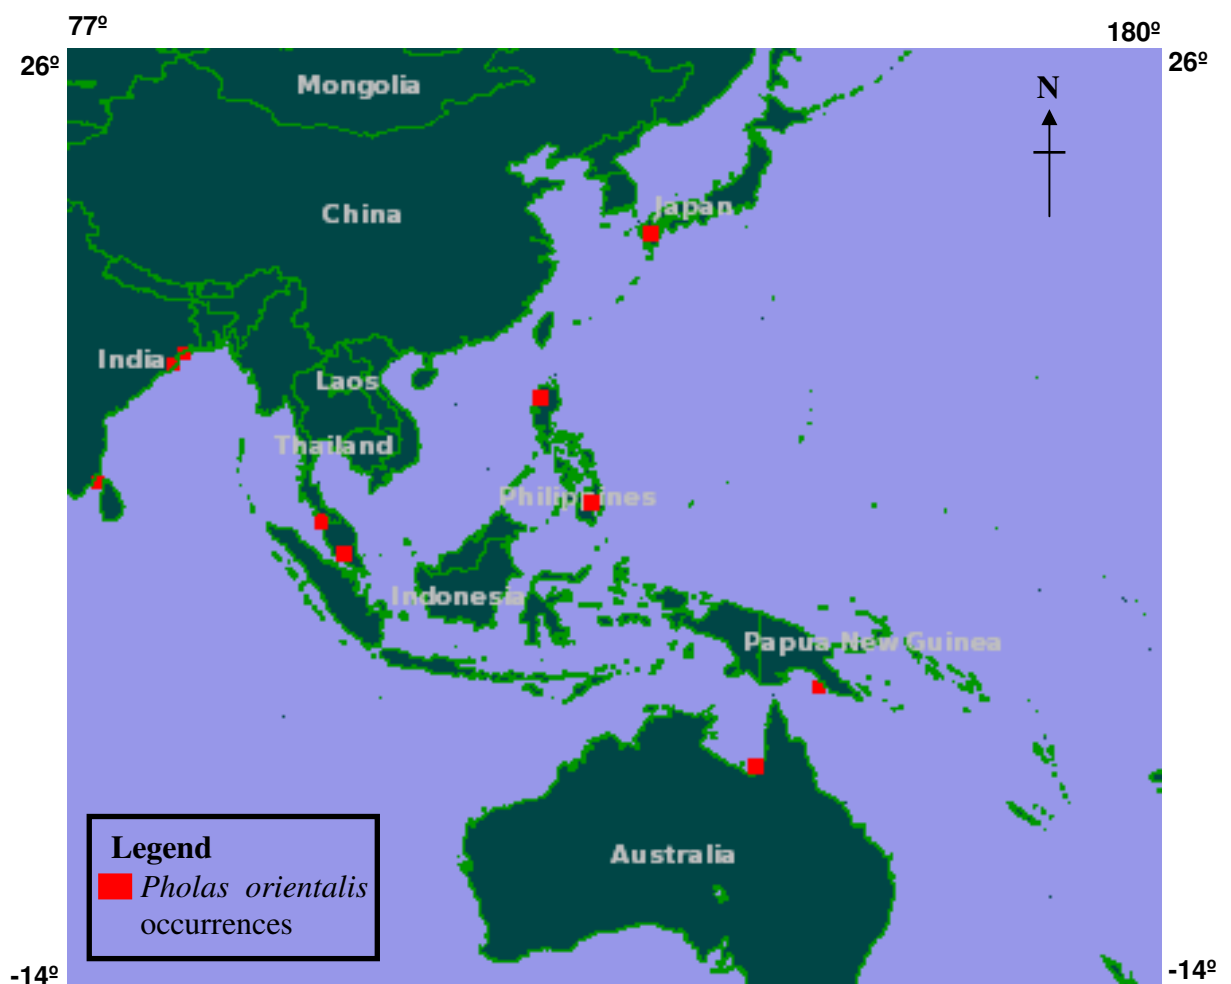 77º
180º
26º
26º
Mongolia
N
China
Japan
India
Laos
Thailand
Philippines
Indonesia
Papua New Guinea
Australia
Legend
Pholas orientalis
occurrences
-14º
-14º